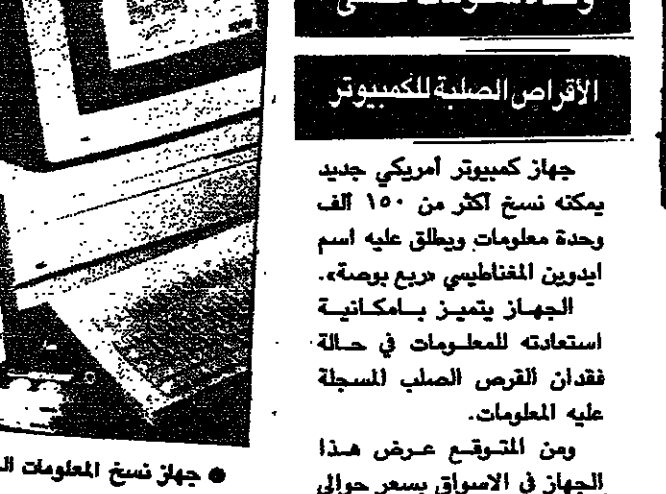 الأقراص الصلبة للكمبيوتر
جهاز كمبيوتر أمريكي جديد
يمكنه نسخ أكثر من ١٥٠ ألف
وحدة معلومات ويطلق عليه اسم
ايدوين المغناطيسي «ربع بوصة».
الجهاز يتميز بامكانية
استعادته للمعلومات في حالة
فقدان القرص الصلب المسجلة
عليه المعلومات.
ومن المتوقع عرض هذا
الجهاز في الاسواق بسعر حوالي
● جهاز نسخ المعلومات